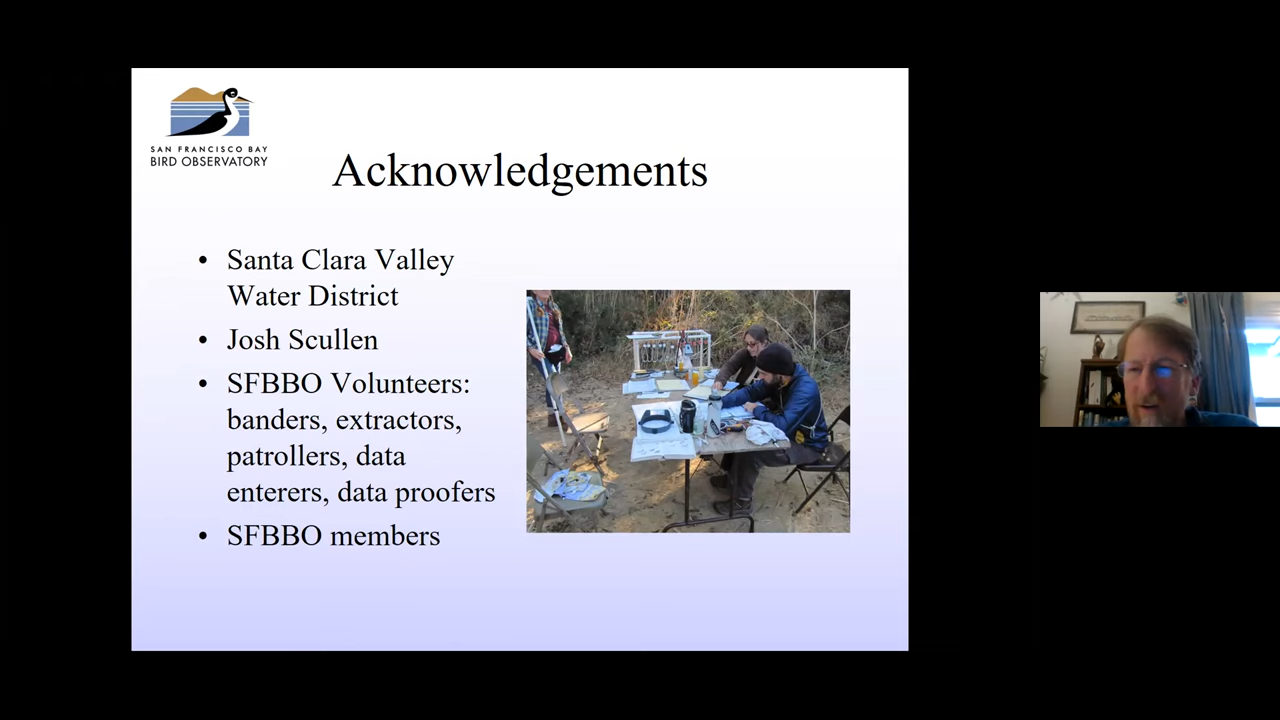 SAN FRANCISCO BAY
BIRD OBSERVATORY
Acknowledgements
• Santa Clara Valley
Water District
• Josh Scullen
• SFBBO Volunteers:
banders, extractors,
patrollers, data
enterers, data proofers
• SFBBO members